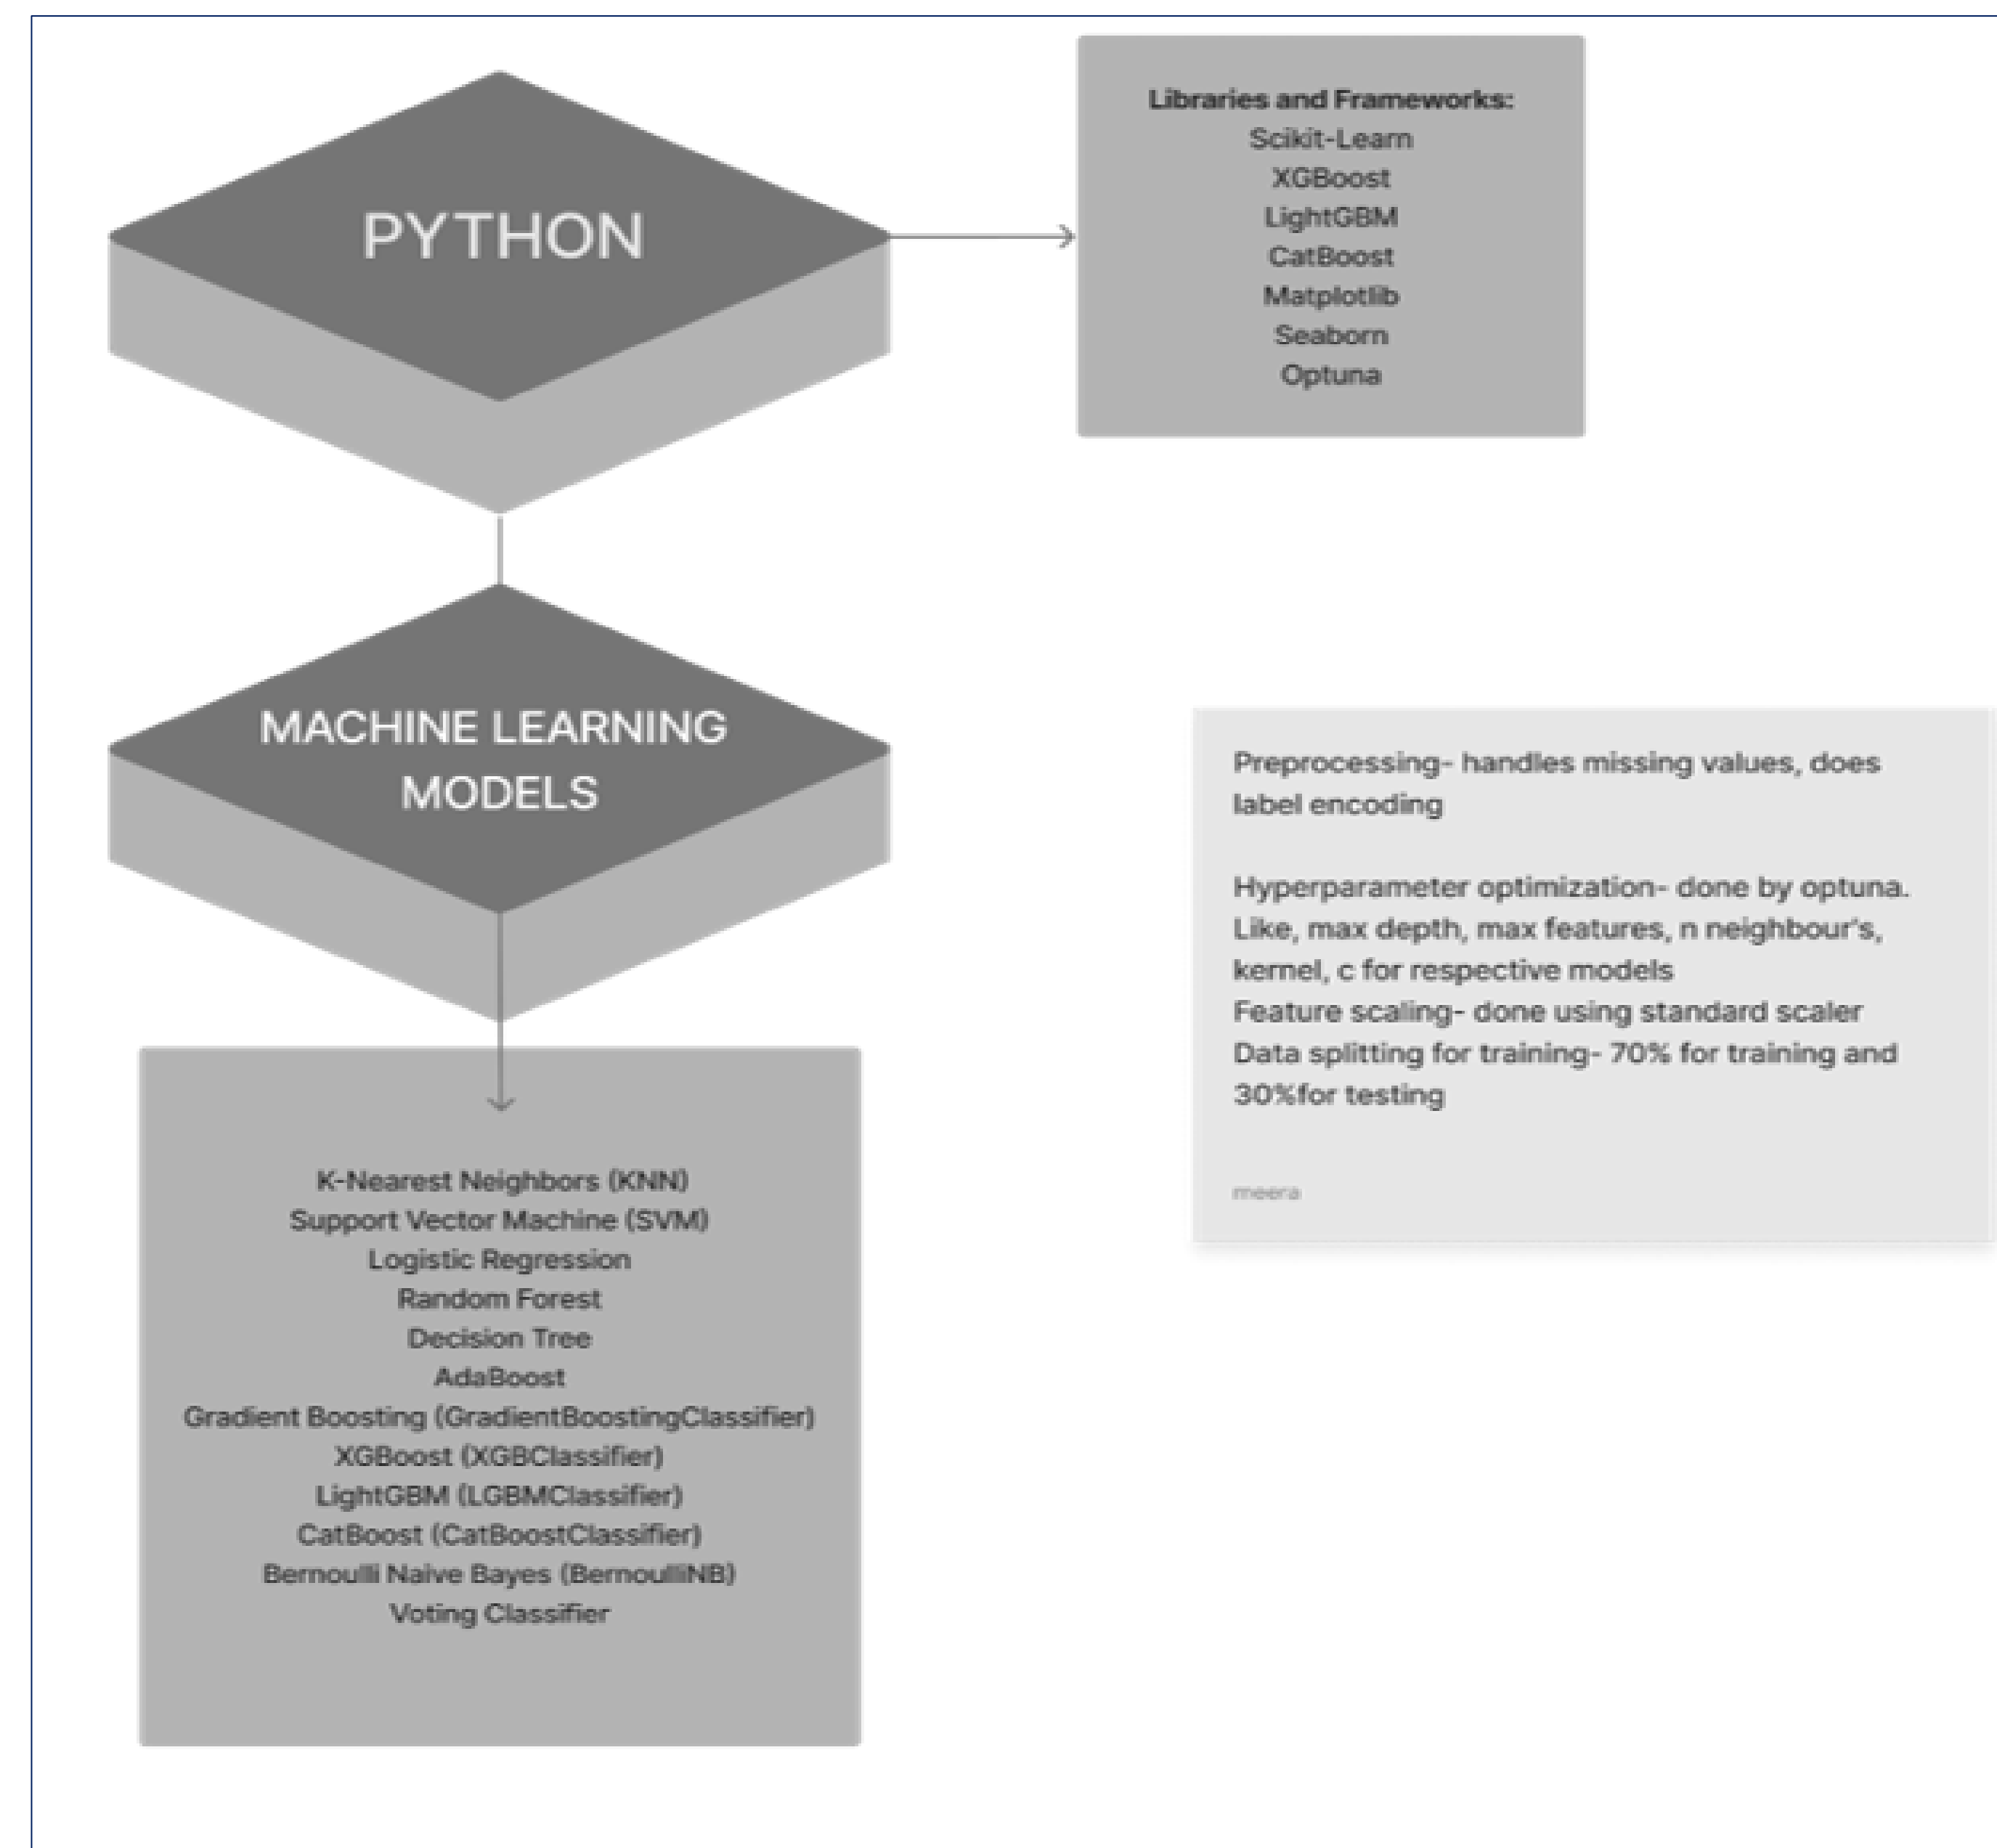 PYTHON
Libraries and Frameworks:
Scikit-Learn
XGBoost
LightGBM
CatBoost
Matplotlib
Seaborn
Optuna
MACHINE LEARNING
MODELS
Preprocessing- handles missing values, does
label encoding
Hyperparameter optimization- done by optuna.
Like, max depth, max features, n neighbour's,
kernel, c for respective models
Feature scaling- done using standard scaler
Data splitting for training- 70% for training and
30%for testing
meera
K-Nearest Neighbors (KNN)
Support Vector Machine (SVM)
Logistic Regression
Random Forest
Decision Tree
AdaBoost
Gradient Boosting (GradientBoostingClassifier)
XGBoost (XGBClassifier)
LightGBM (LGBMClassifier)
CatBoost (CatBoostClassifier)
Bernoulli Naive Bayes (BernoulliNB)
Voting Classifier